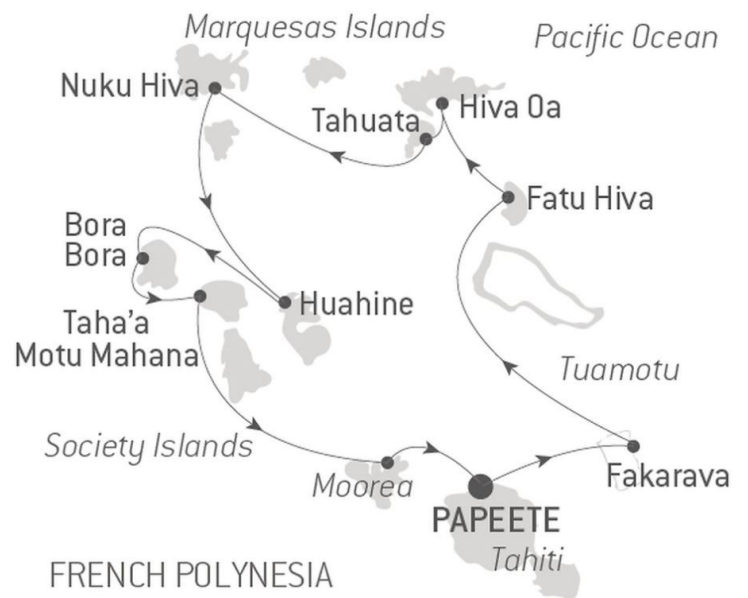 Marquesas Islands
Pacific Ocean
Nuku Hiva
Hiva Oa
Tahuata
Fatu Hiva
Bora
Bora
Huahine
Taha'a
Motu Mahana
Tuamotu
Society Islands
Moorea
Fakarava
PAPEETE
Tahiti
FRENCH POLYNESIA